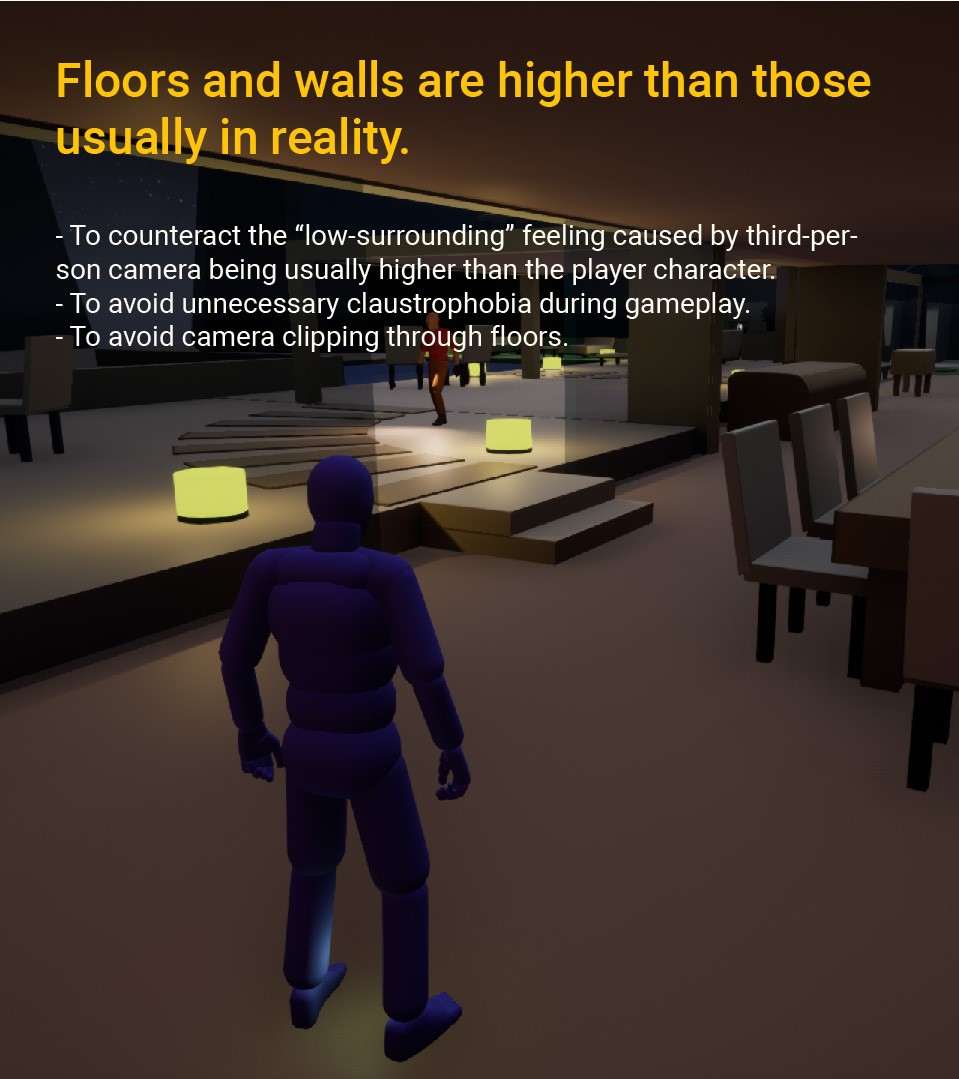 Floors and walls are higher than those
usually in reality.
- To counteract the “low-surrounding” feeling caused by third-per-
son camera being usually higher than the player character.
- To avoid unnecessary claustrophobia during gameplay.
- To avoid camera clipping through floors.